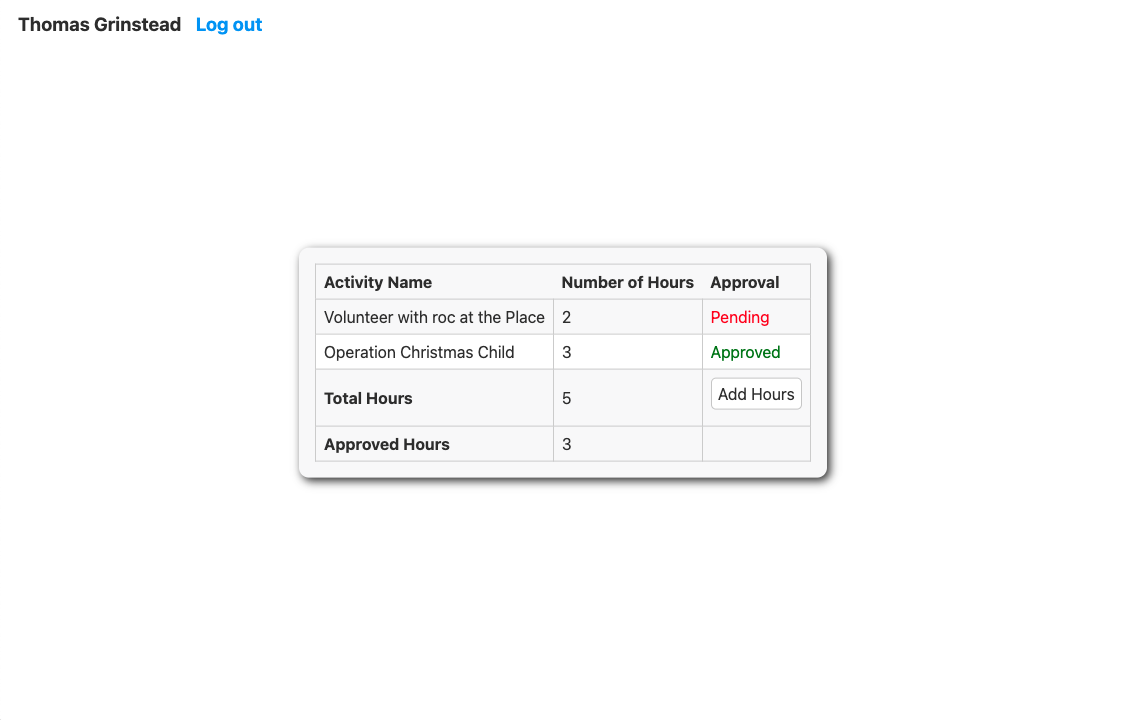 Thomas Grinstead Log out
Activity Name Number of Hours Approval
Volunteer with roc at the Place 2 Pending
Operation Christmas Child 3 Approved
Total Hours 5 Add Hours
Approved Hours 3